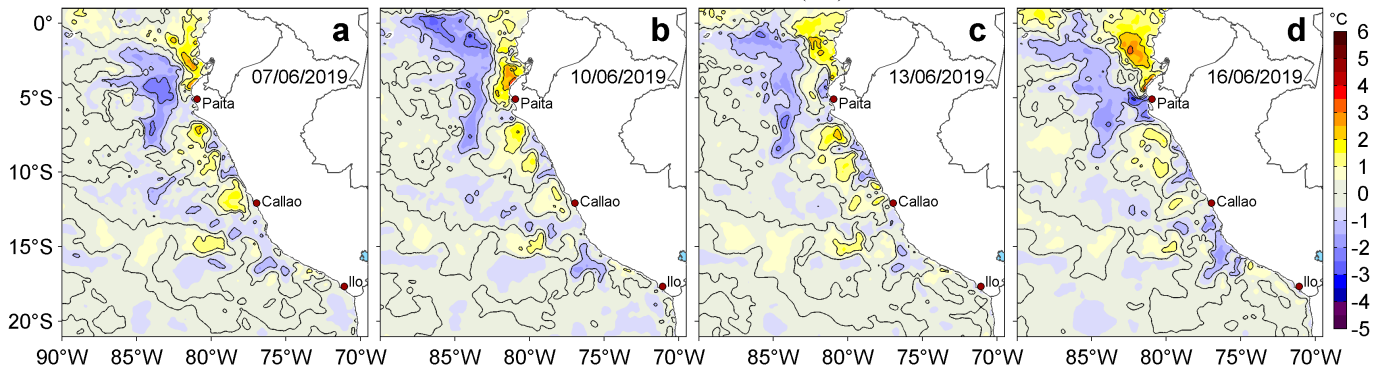 a
b
c
d
°C
07/06/2019
10/06/2019
13/06/2019
16/06/2019
0°
5°S
10°S
15°S
20°S
Paita
Callao
Ilo
Paita
Callao
Ilo
Paita
Callao
Ilo
Paita
Callao
Ilo
90°W 85°W 80°W 75°W 70°W
85°W 80°W 75°W 70°W
85°W 80°W 75°W 70°W
85°W 80°W 75°W 70°W
6
5
4
3
2
1
0
-1
-2
-3
-4
-5